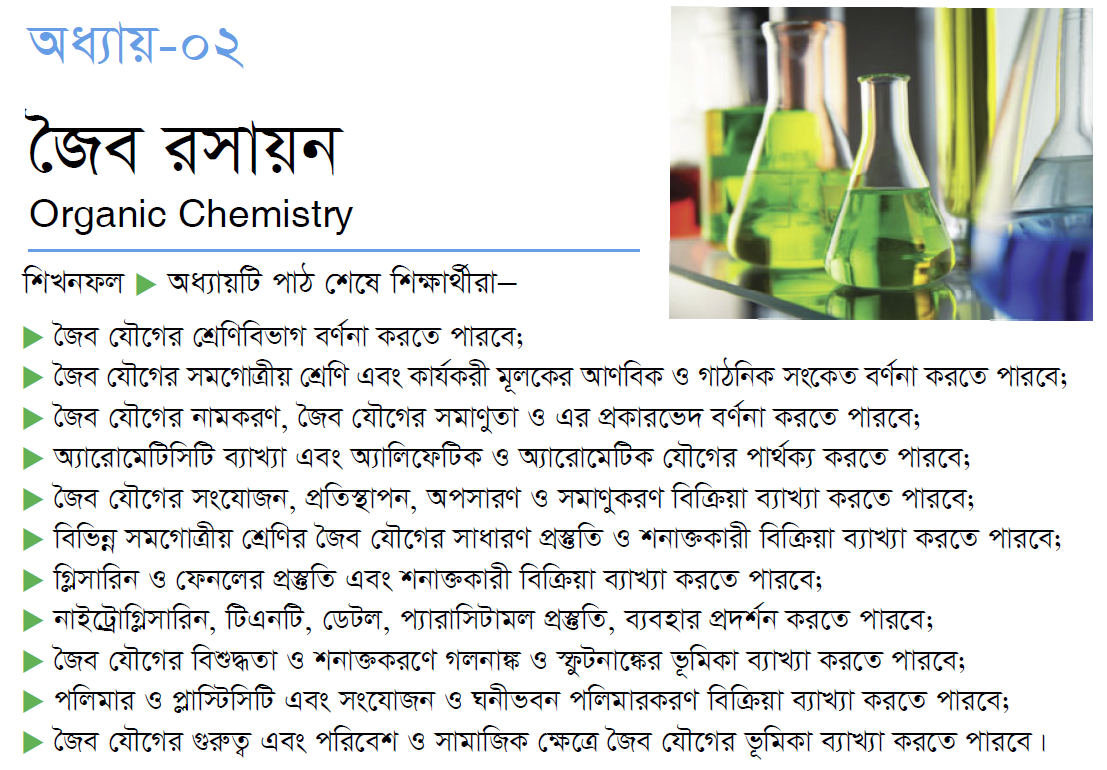 অধ্যায়-০২
জৈব রসায়ন
Organic Chemistry
শিখনফল ▶ অধ্যায়টি পাঠ শেষে শিক্ষার্থীরা–
▶ জৈব যৌগের শ্রেণিবিভাগ বর্ণনা করতে পারবে;
▶ জৈব যৌগের সমগোত্রীয় শ্রেণি এবং কার্যকরী মূলকের আণবিক ও গাঠনিক সংকেত বর্ণনা করতে পারবে;
▶ জৈব যৌগের নামকরণ, জৈব যৌগের সমাণুতা ও এর প্রকারভেদ বর্ণনা করতে পারবে;
▶ অ্যারোমেটিসিটি ব্যাখ্যা এবং অ্যালিফেটিক ও অ্যারোমেটিক যৌগের পার্থক্য করতে পারবে;
▶ জৈব যৌগের সংযোজন, প্রতিস্থাপন, অপসারণ ও সমাণুকরণ বিক্রিয়া ব্যাখ্যা করতে পারবে;
▶ বিভিন্ন সমগোত্রীয় শ্রেণির জৈব যৌগের সাধারণ প্রস্তুতি ও শনাক্তকারী বিক্রিয়া ব্যাখ্যা করতে পারবে;
▶ গ্লিসারিন ও ফেনলের প্রস্তুতি এবং শনাক্তকারী বিক্রিয়া ব্যাখ্যা করতে পারবে;
▶ নাইট্রোগ্লিসারিন, টিএনটি, ডেটল, প্যারাসিটামল প্রস্তুতি, ব্যবহার প্রদর্শন করতে পারবে;
▶ জৈব যৌগের বিশুদ্ধতা ও শনাক্তকরণে গলনাঙ্ক ও স্ফুটনাঙ্কের ভূমিকা ব্যাখ্যা করতে পারবে;
▶ পলিমার ও প্লাস্টিসিটি এবং সংযোজন ও ঘনীভবন পলিমারকরণ বিক্রিয়া ব্যাখ্যা করতে পারবে;
▶ জৈব যৌগের গুরুত্ব এবং পরিবেশ ও সামাজিক ক্ষেত্রে জৈব যৌগের ভূমিকা ব্যাখ্যা করতে পারবে।